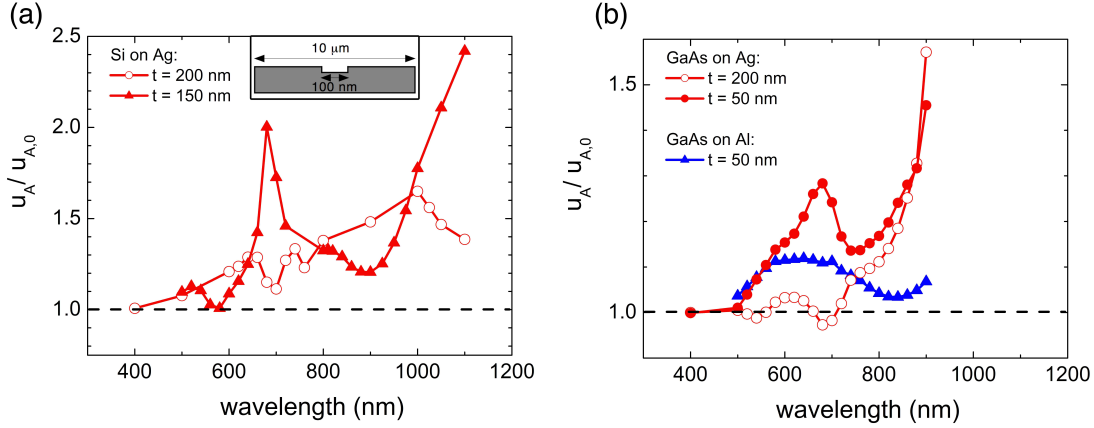 (a)
Si on Ag:
t = 200 nm
t = 150 nm
10 μm
100 nm
2.5
2.0
1.5
1.0
u_A/ u_A,0
400 600 800 1000 1200
wavelength (nm)
(b)
GaAs on Ag:
t = 200 nm
t = 50 nm
GaAs on Al:
t = 50 nm
1.5
1.0
u_A/ u_A,0
400 600 800 1000 1200
wavelength (nm)